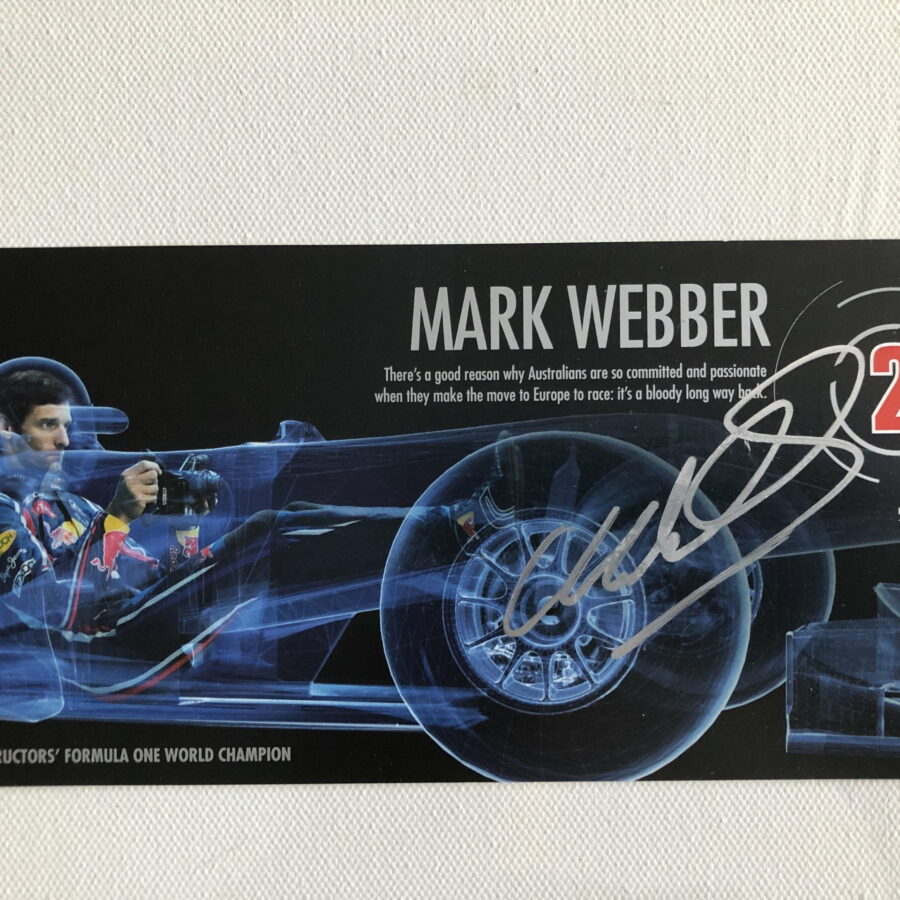 MARK WEBBER
There's a good reason why Australians are so committed and passionate
when they make the move to Europe to race: it's a bloody long way back.
2
RUCTORS' FORMULA ONE WORLD CHAMPION